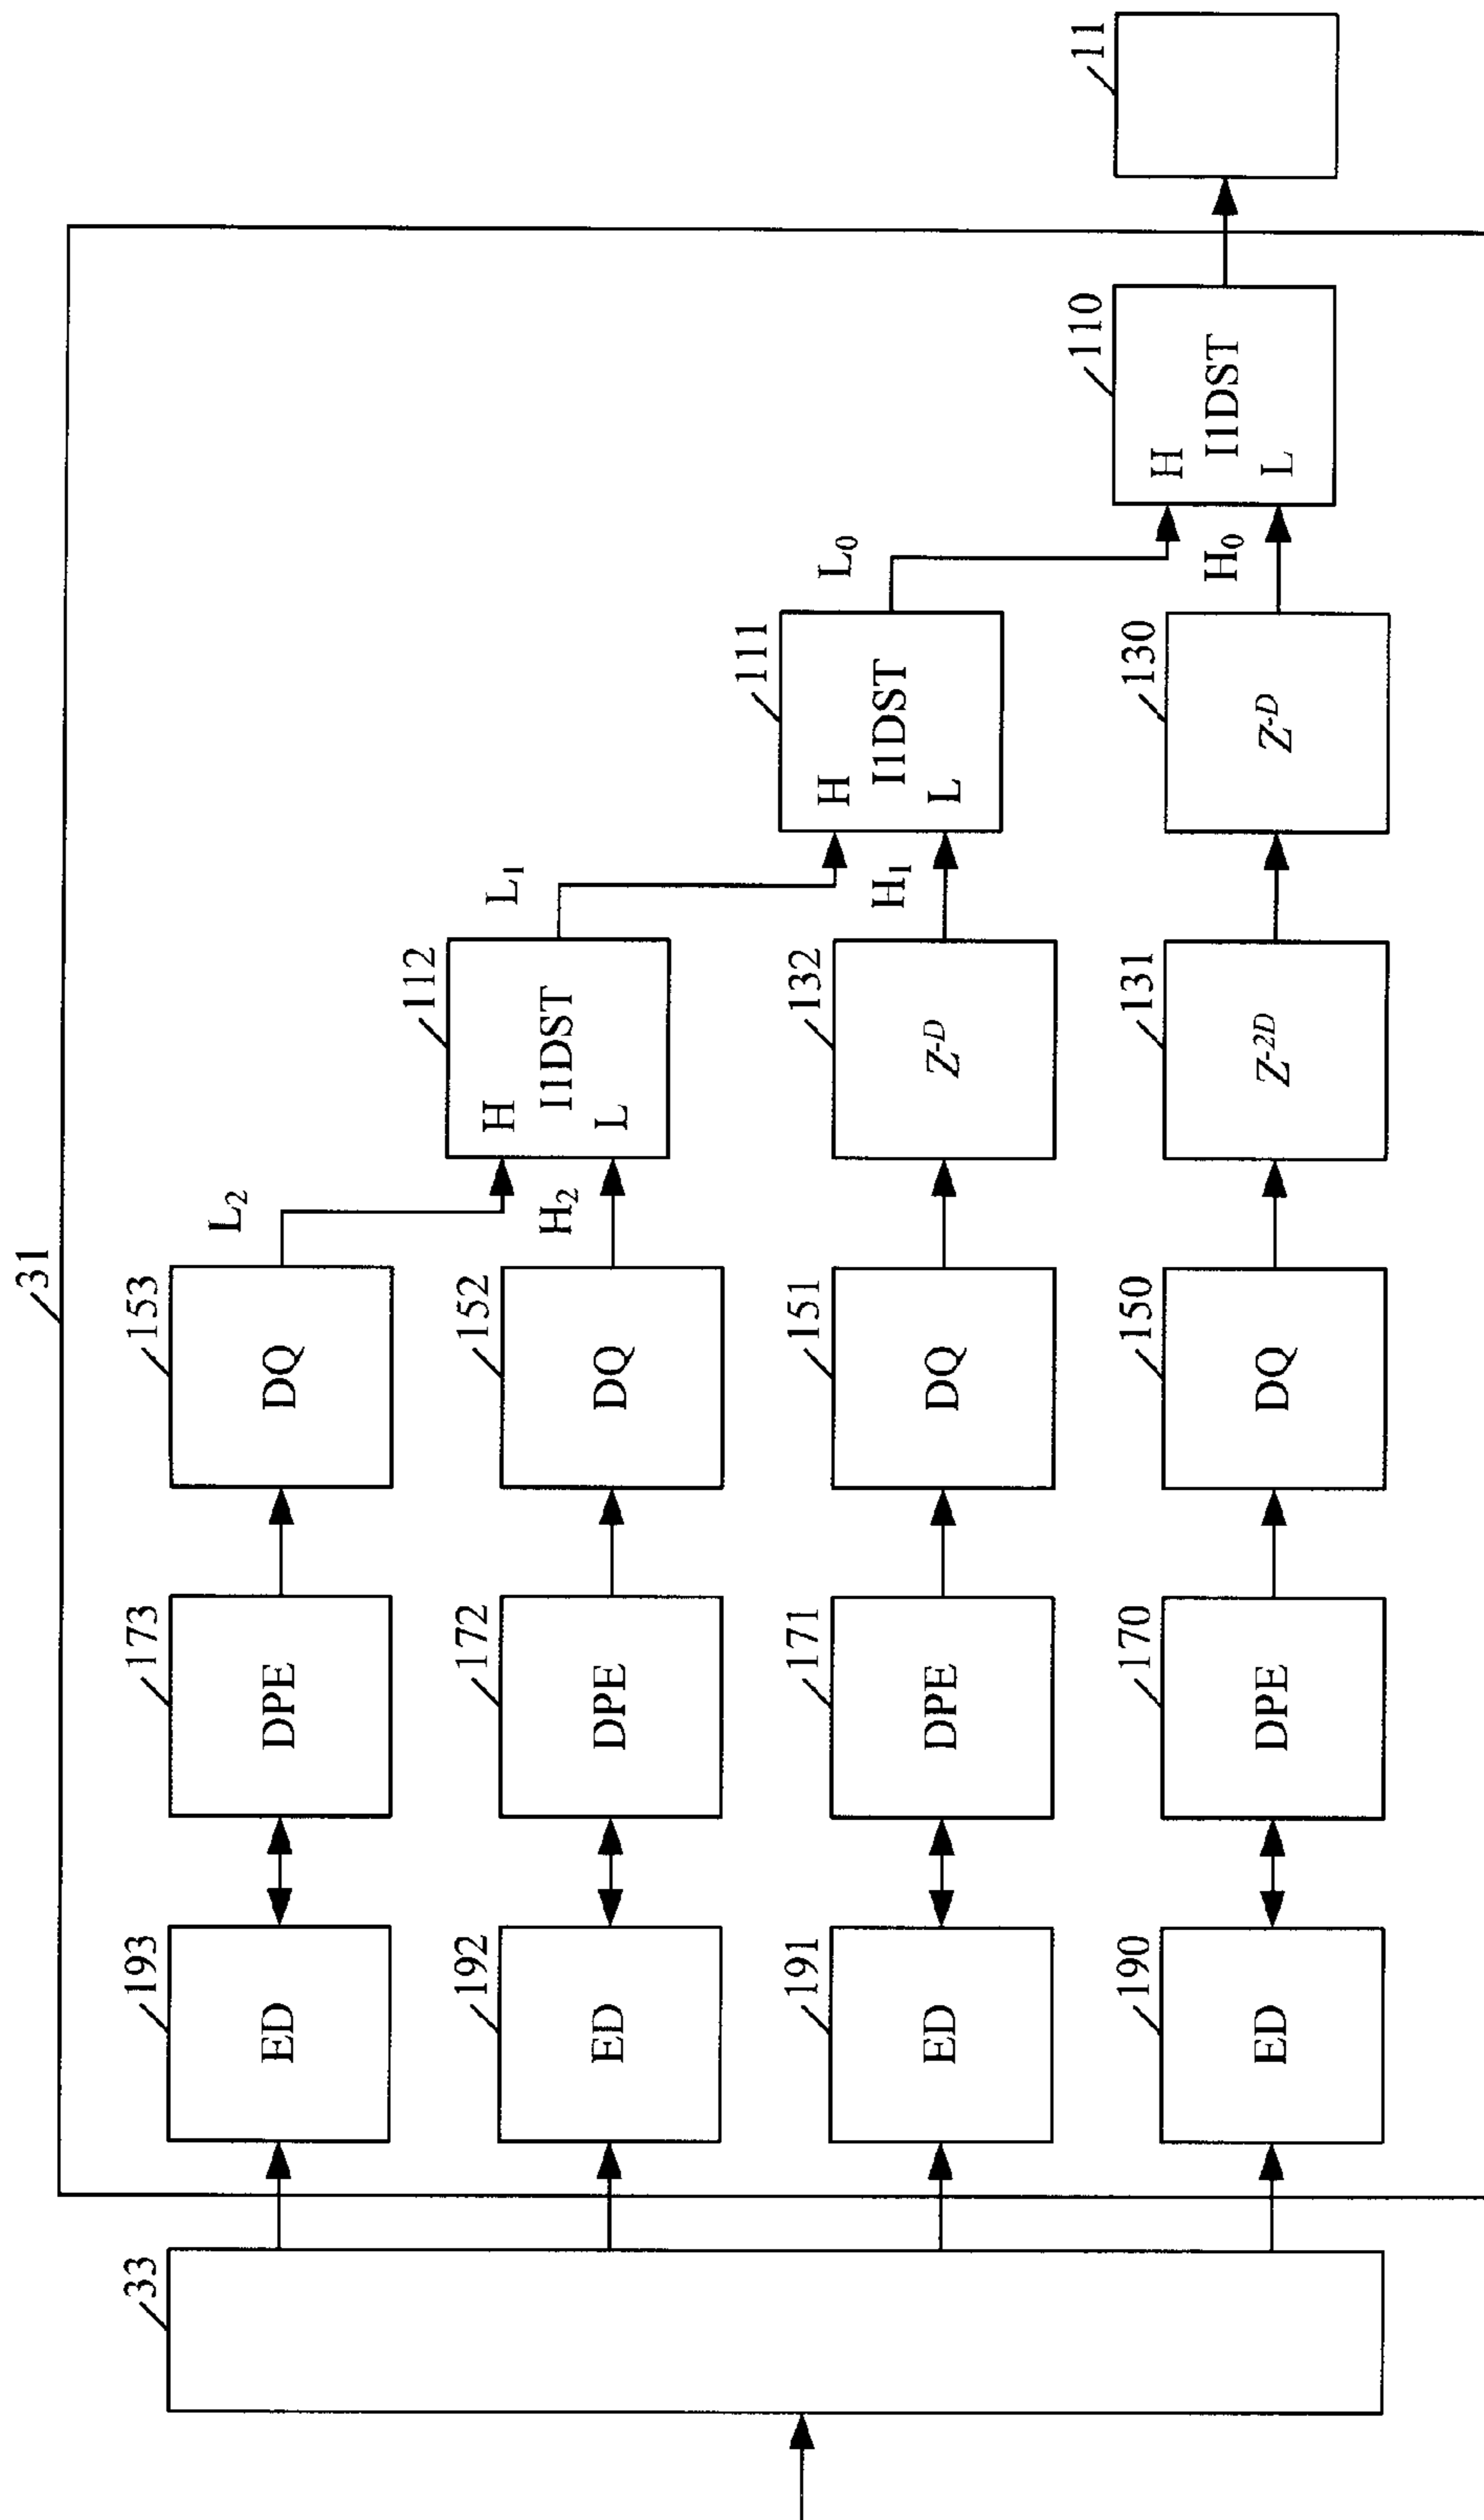 31
33
193
ED
173
DPE
153
DQ
L2
192
ED
172
DPE
152
DQ
H2
112
H
I1DST
L
L1
191
ED
171
DPE
151
DQ
132
Z-D
H1
111
H
I1DST
L
L0
190
ED
170
DPE
150
DQ
131
Z-2D
130
Z-D
H0
110
H
I1DST
L
11